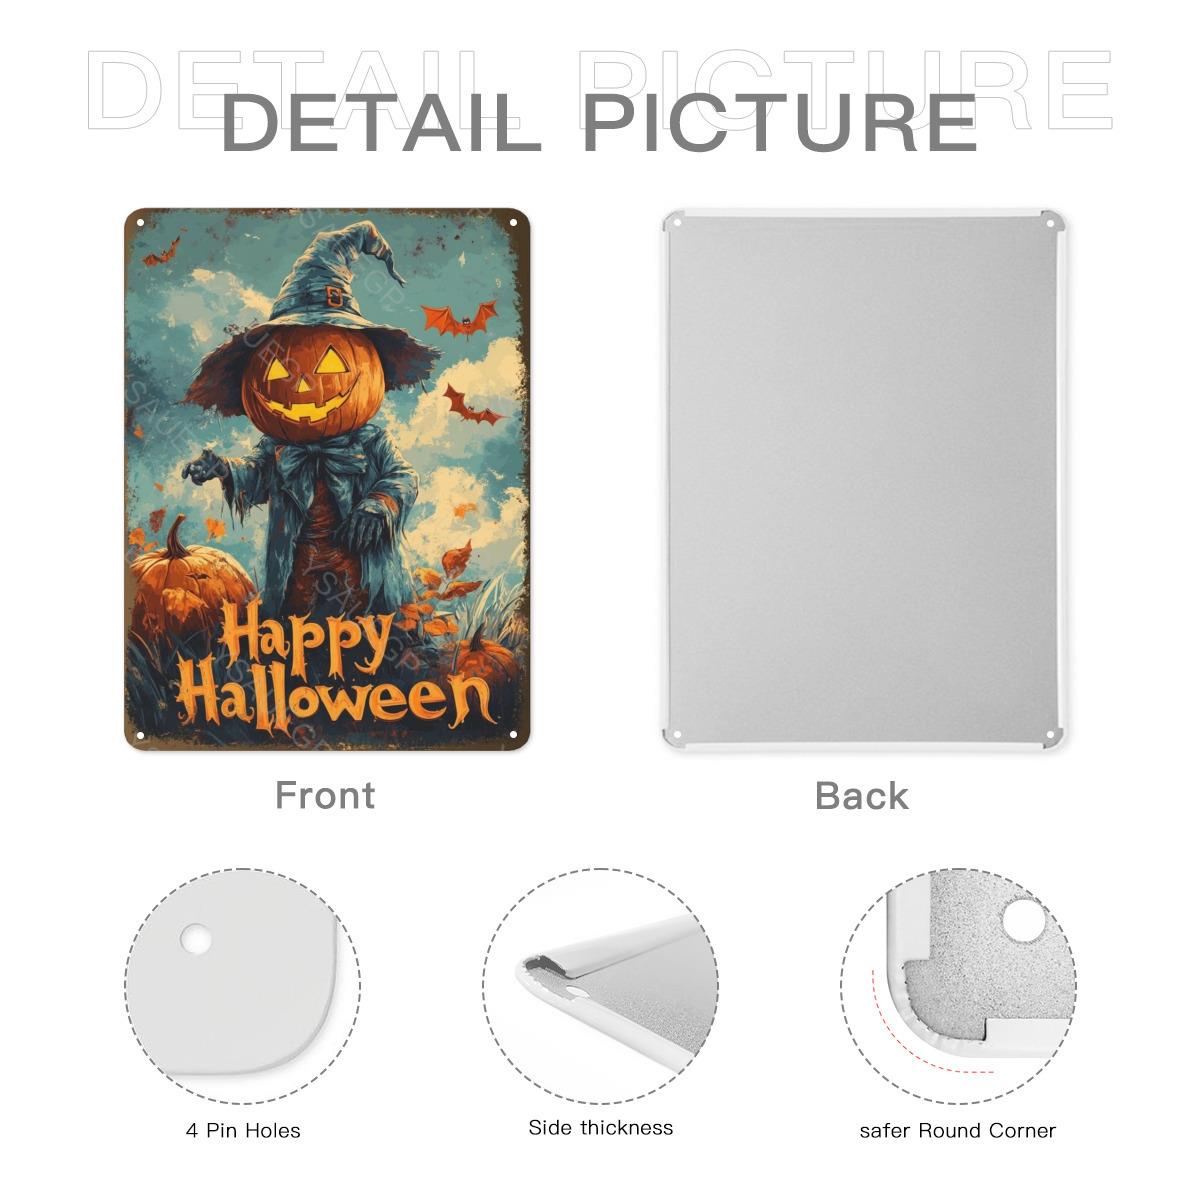 DETAIL PICTURE
DETAIL PICTURE
Happy
Halloween
Front
Back
4 Pin Holes
Side thickness
safer Round Corner